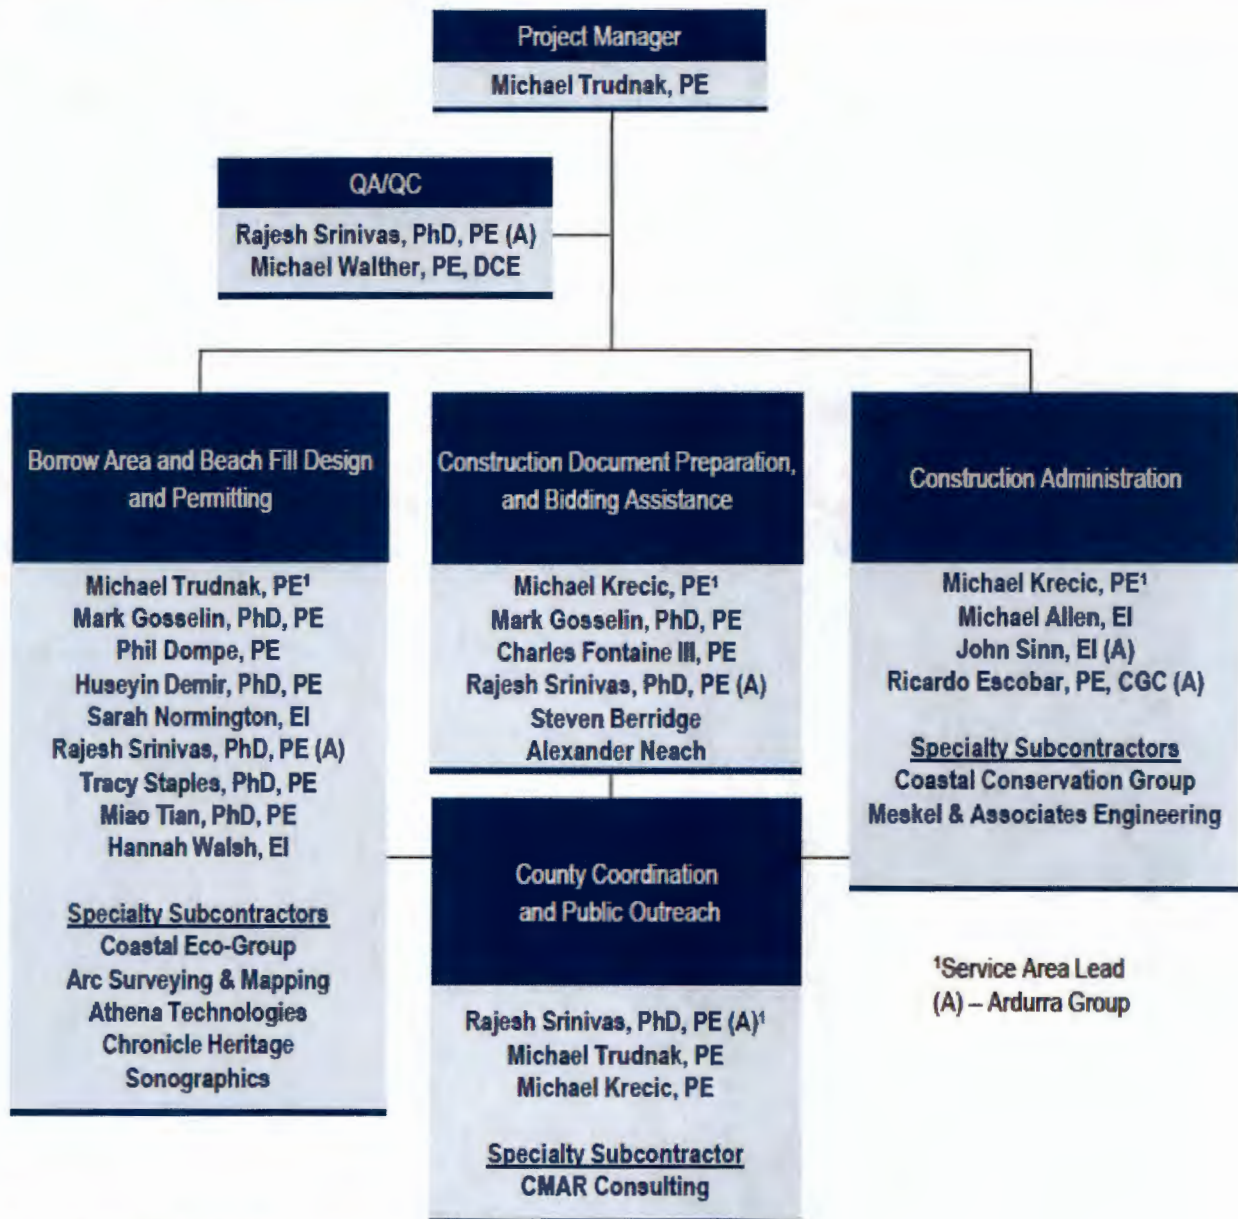 Project Manager
Michael Trudnak, PE
QA/QC
Rajesh Srinivas, PhD, PE (A)
Michael Walther, PE, DCE
Borrow Area and Beach Fill Design
and Permitting
Michael Trudnak, PE¹
Mark Gosselin, PhD, PE
Phil Dompe, PE
Huseyin Demir, PhD, PE
Sarah Normington, EI
Rajesh Srinivas, PhD, PE (A)
Tracy Staples, PhD, PE
Miao Tian, PhD, PE
Hannah Walsh, EI
Specialty Subcontractors
Coastal Eco-Group
Arc Surveying & Mapping
Athena Technologies
Chronicle Heritage
Sonographics
Construction Document Preparation,
and Bidding Assistance
Michael Krecic, PE¹
Mark Gosselin, PhD, PE
Charles Fontaine III, PE
Rajesh Srinivas, PhD, PE (A)
Steven Berridge
Alexander Neach
County Coordination
and Public Outreach
Rajesh Srinivas, PhD, PE (A)¹
Michael Trudnak, PE
Michael Krecic, PE
Specialty Subcontractor
CMAR Consulting
Construction Administration
Michael Krecic, PE¹
Michael Allen, EI
John Sinn, EI (A)
Ricardo Escobar, PE, CGC (A)
Specialty Subcontractors
Coastal Conservation Group
Meskel & Associates Engineering
¹Service Area Lead
(A) – Ardurra Group